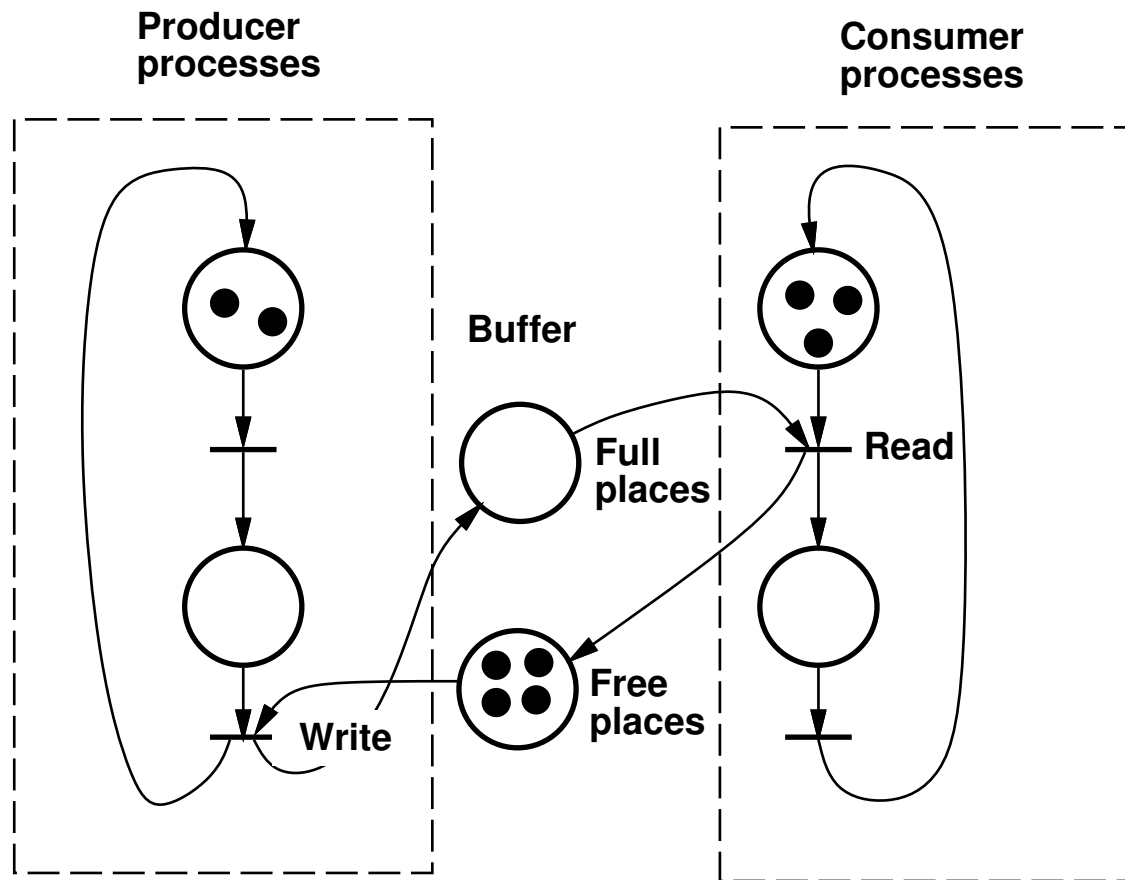 Producer
processes
Consumer
processes
Buffer
Full
places
Read
Free
places
Write